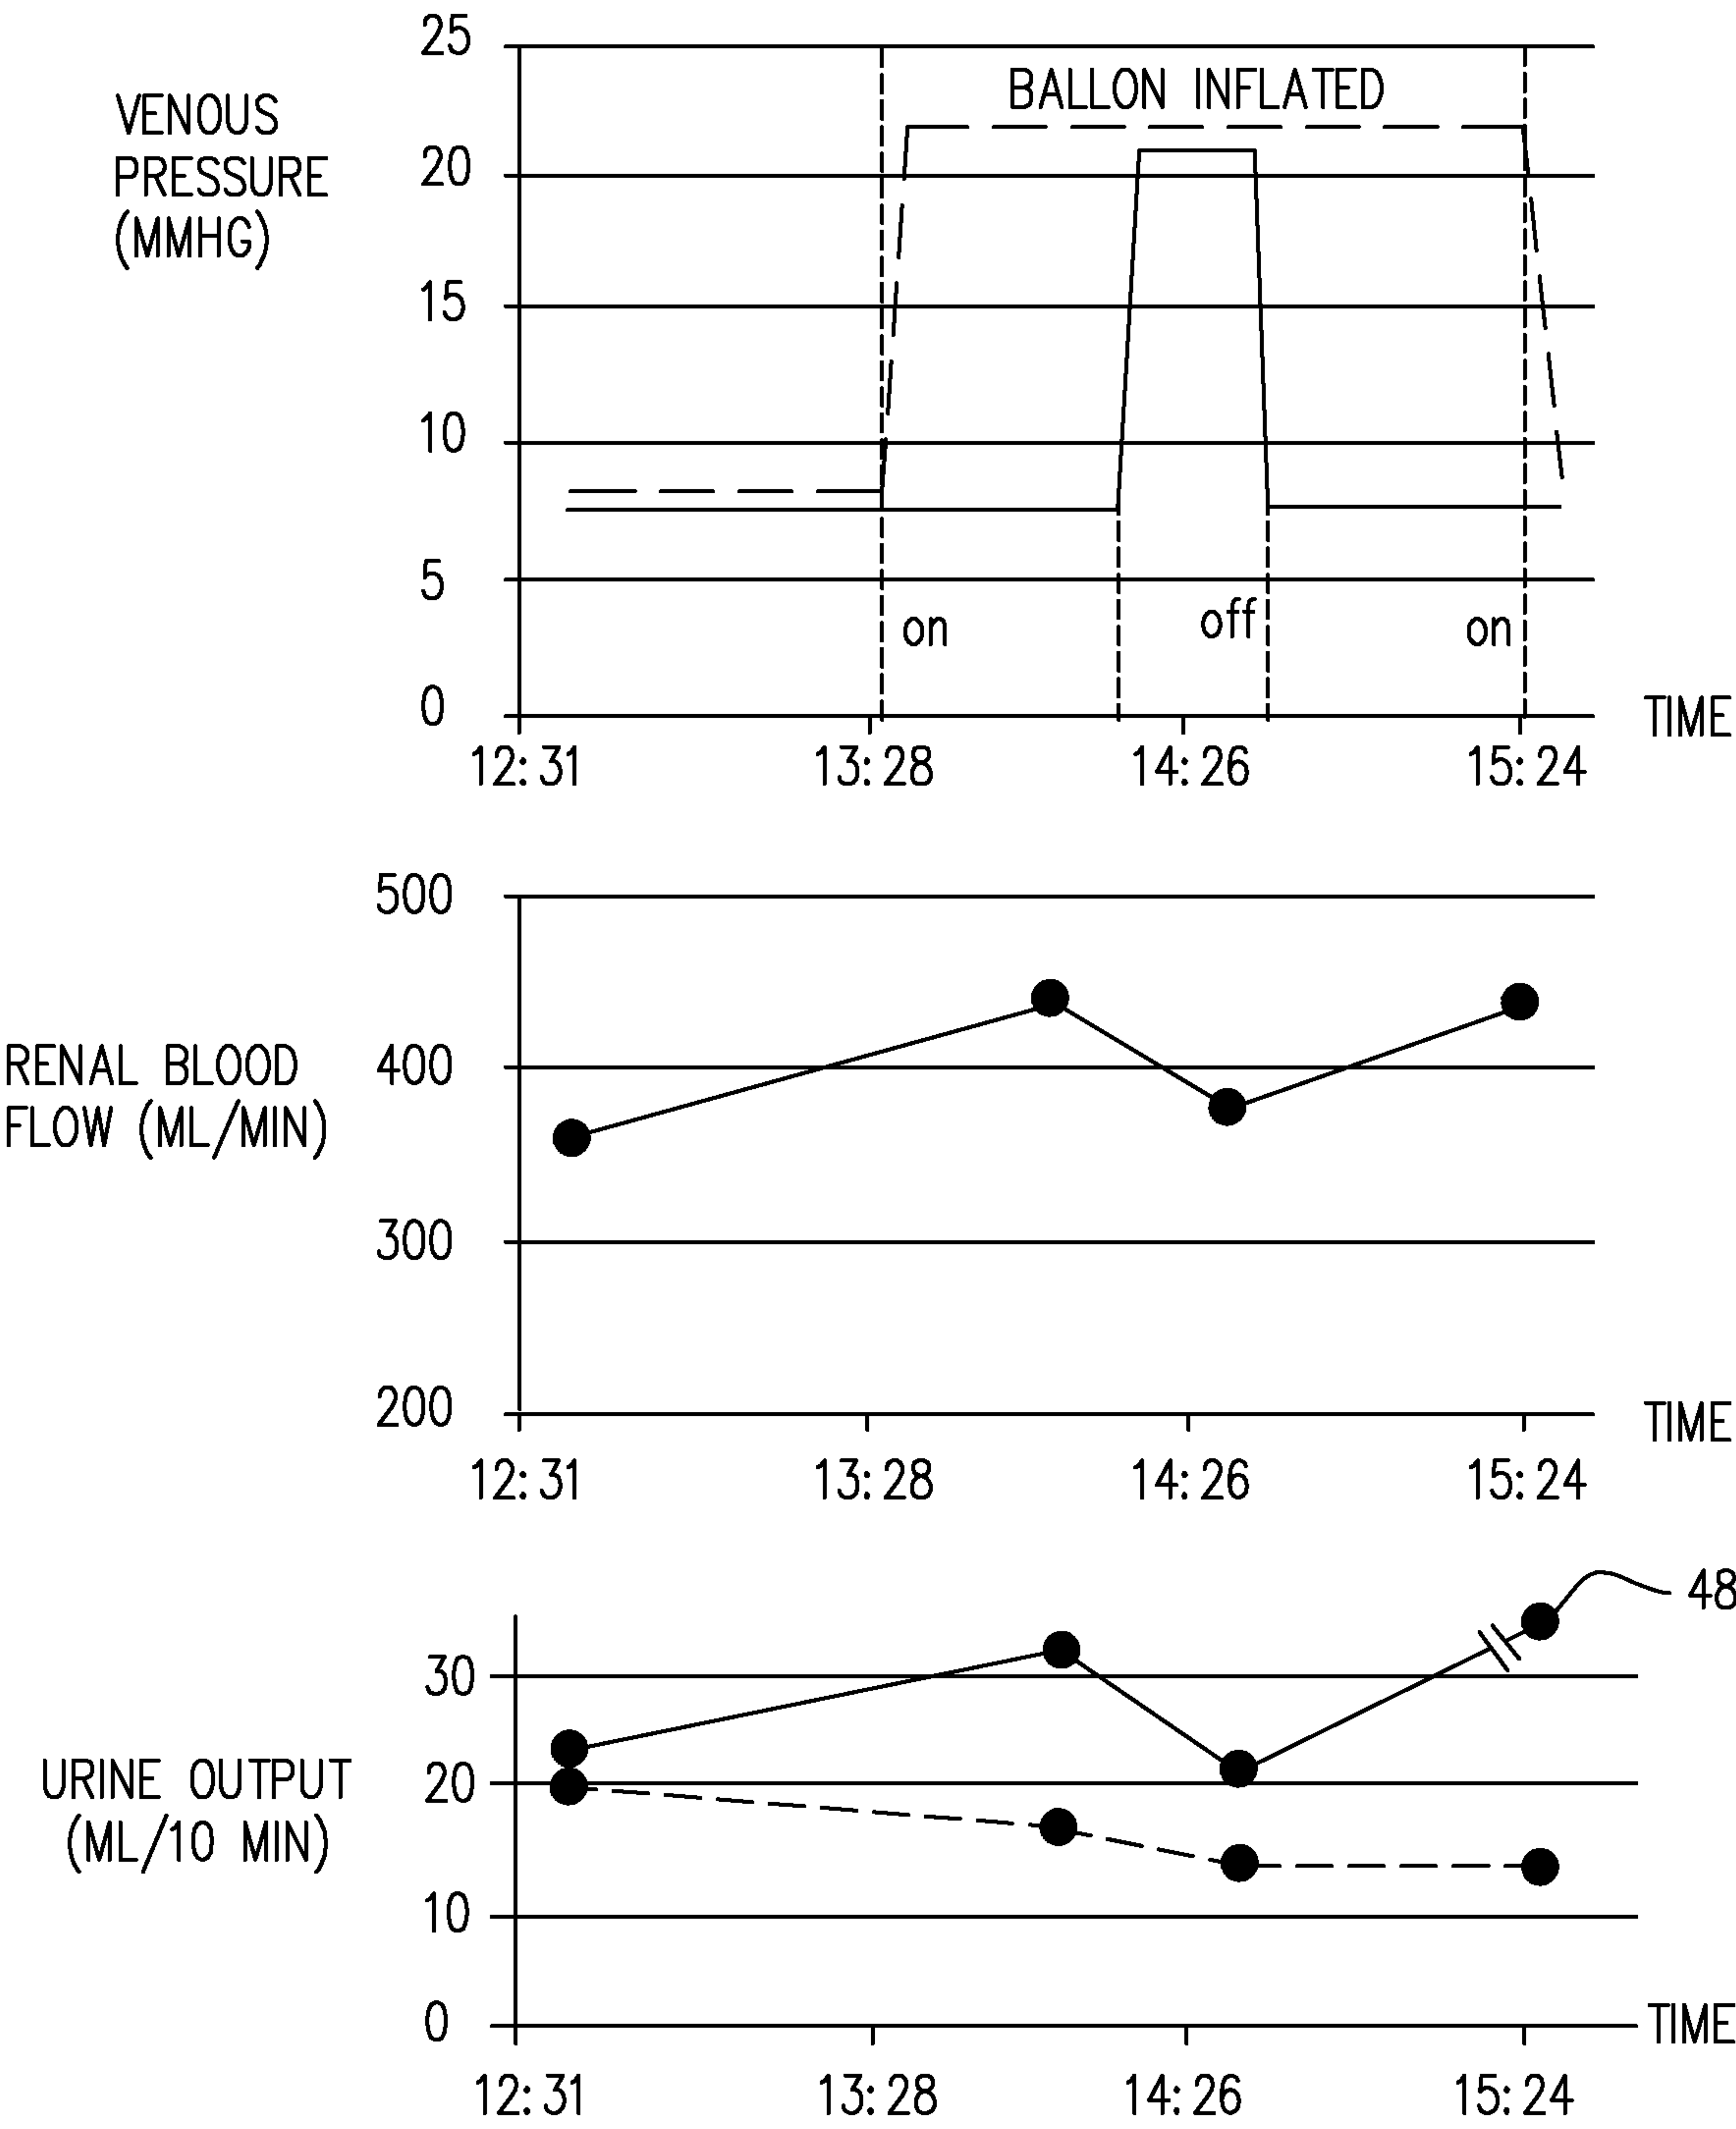 25
BALLON INFLATED
VENOUS
PRESSURE
(MMHG)
20
15
10
5
on
off
on
0
TIME
12:31
13:28
14:26
15:24
500
RENAL BLOOD
FLOW (ML/MIN)
400
300
200
TIME
12:31
13:28
14:26
15:24
48
30
URINE OUTPUT
(ML/10 MIN)
20
10
0
TIME
12:31
13:28
14:26
15:24